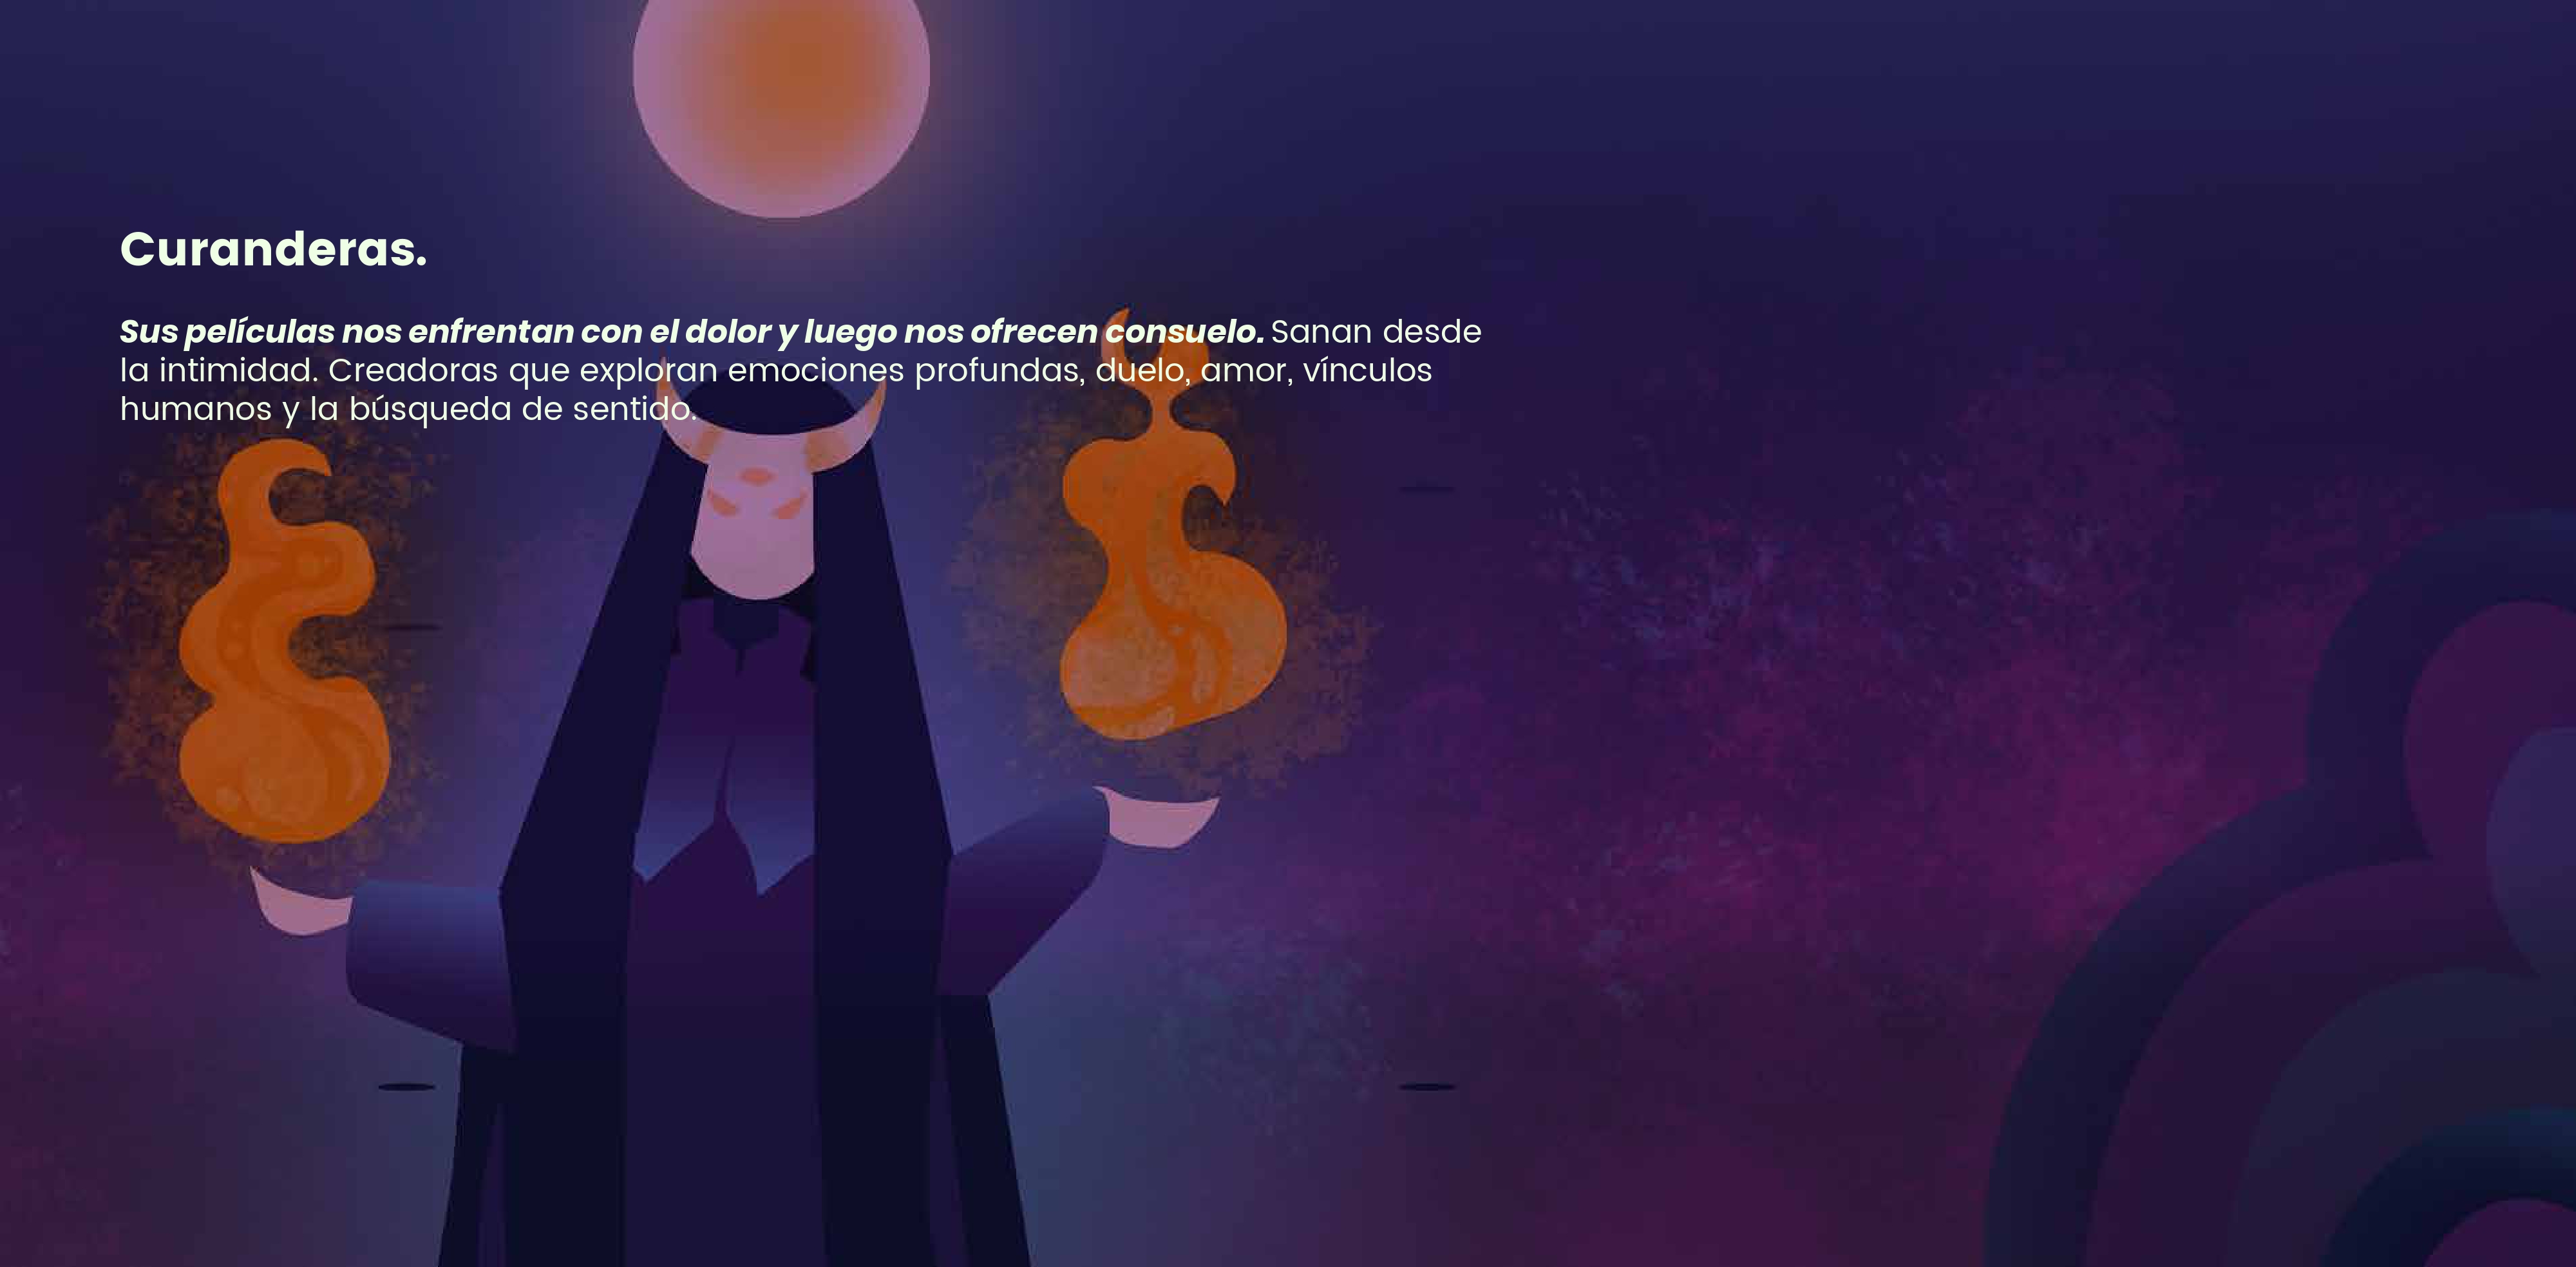 Curanderas.
Sus películas nos enfrentan con el dolor y luego nos ofrecen consuelo. Sanan desde
la intimidad. Creadoras que exploran emociones profundas, duelo, amor, vínculos
humanos y la búsqueda de sentido.